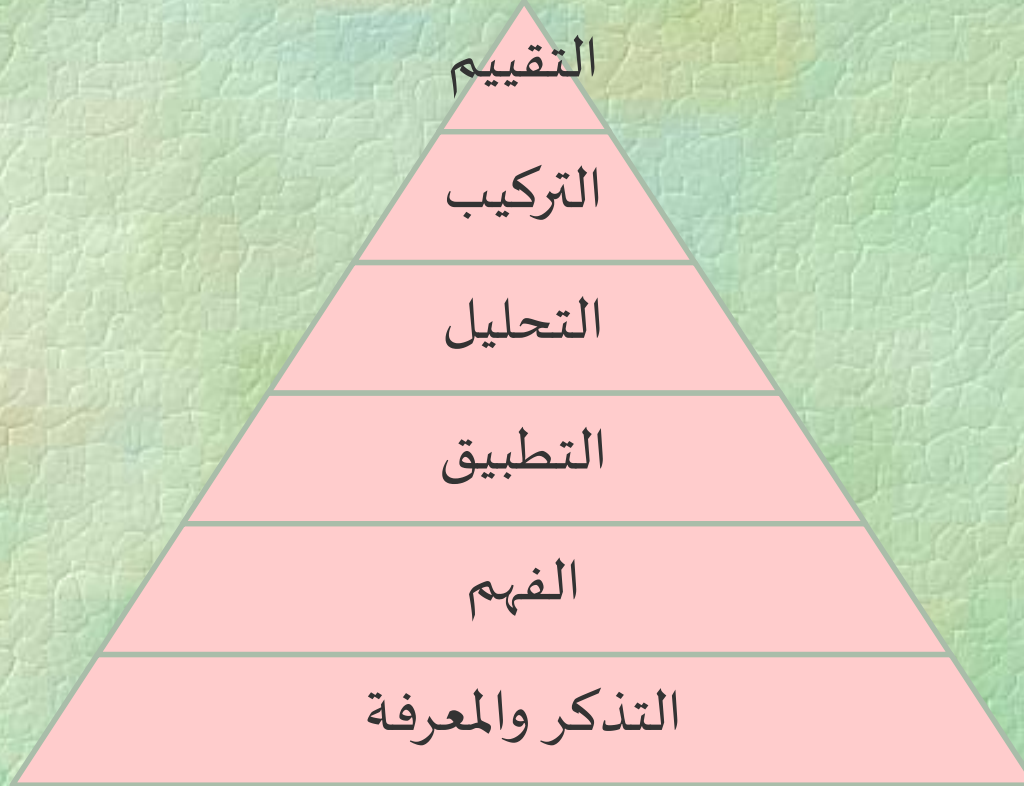 التقييم
التركيب
التحليل
التطبيق
الفهم
التذكر والمعرفة